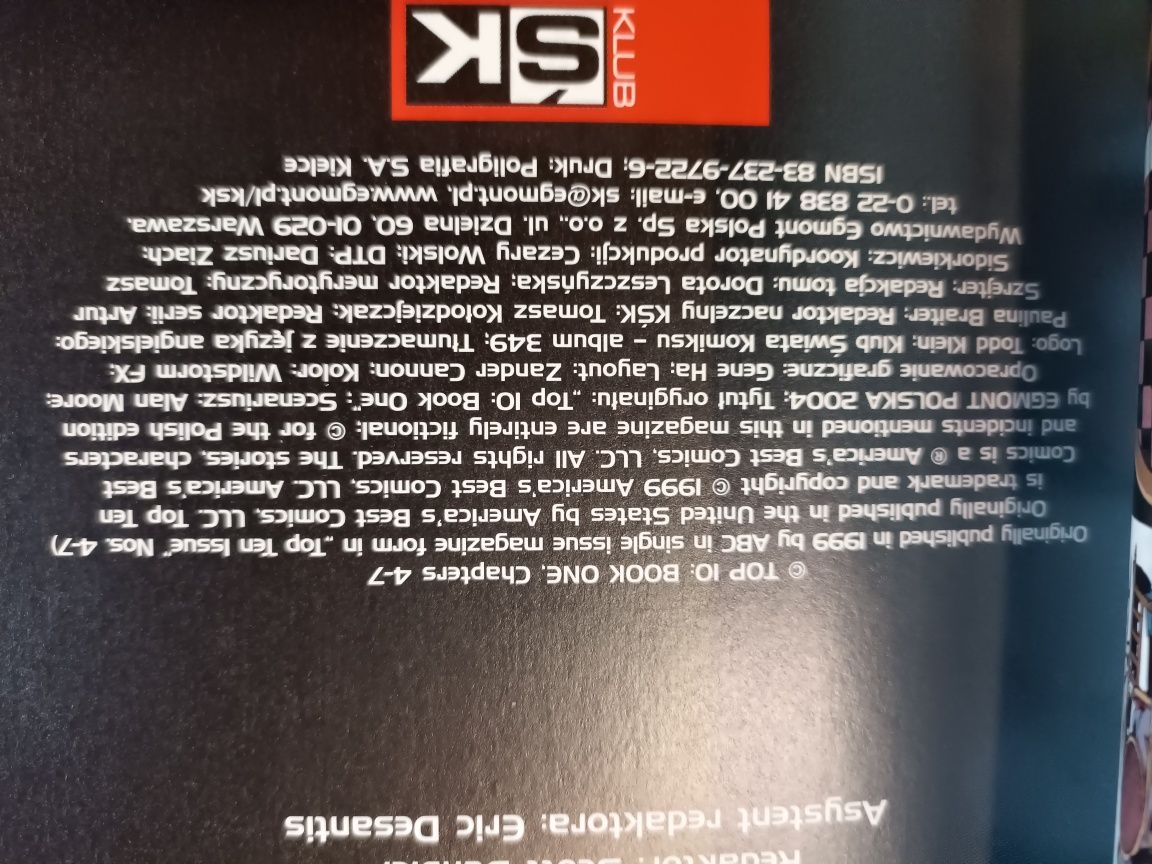 Asystent redaktora: Eric Desantis
© TOP 10: BOOK ONE. Chapters 4-7
Originally published in 1999 by ABC in single issue magazine form in „Top Ten Issue" Nos. 4-7)
Originally published in the United States by America's Best Comics, LLC. Top Ten
is trademark and copyright © 1999 America's Best Comics, LLC. America's Best
Comics is a ® America's Best Comics, LLC. All rights reserved. The stories, characters
and incidents mentioned in this magazine are entirely fictional; © for the Polish edition
by EGMONT POLSKA 2004; Tytuł oryginału: „Top 10: Book One"; Scenariusz: Alan Moore;
Opracowanie graficzne: Gene Ha; Layout: Zander Cannon; Kolor: Wildstorm FX;
Logo: Todd Klein; Klub Świata Komiksu – album 349; Tłumaczenie z języka angielskiego:
Paulina Braiter; Redaktor naczelny KŚK: Tomasz Kołodziejczak; Redaktor serii: Artur
Szrejter; Redakcja tomu: Dorota Leszczyńska; Redaktor merytoryczny: Tomasz
Sidorkiewicz; Koordynator produkcji: Cezary Wolski; DTP: Dariusz Ziach;
Wydawnictwo Egmont Polska Sp. z o.o., ul. Dzielna 60, 01-029 Warszawa,
tel.: 0-22 838 41 00, e-mail: sk@egmont.pl, www.egmont.pl/ksk
ISBN 83-237-9722-6; Druk: Poligrafia S.A. Kielce
KLUB
ŚK